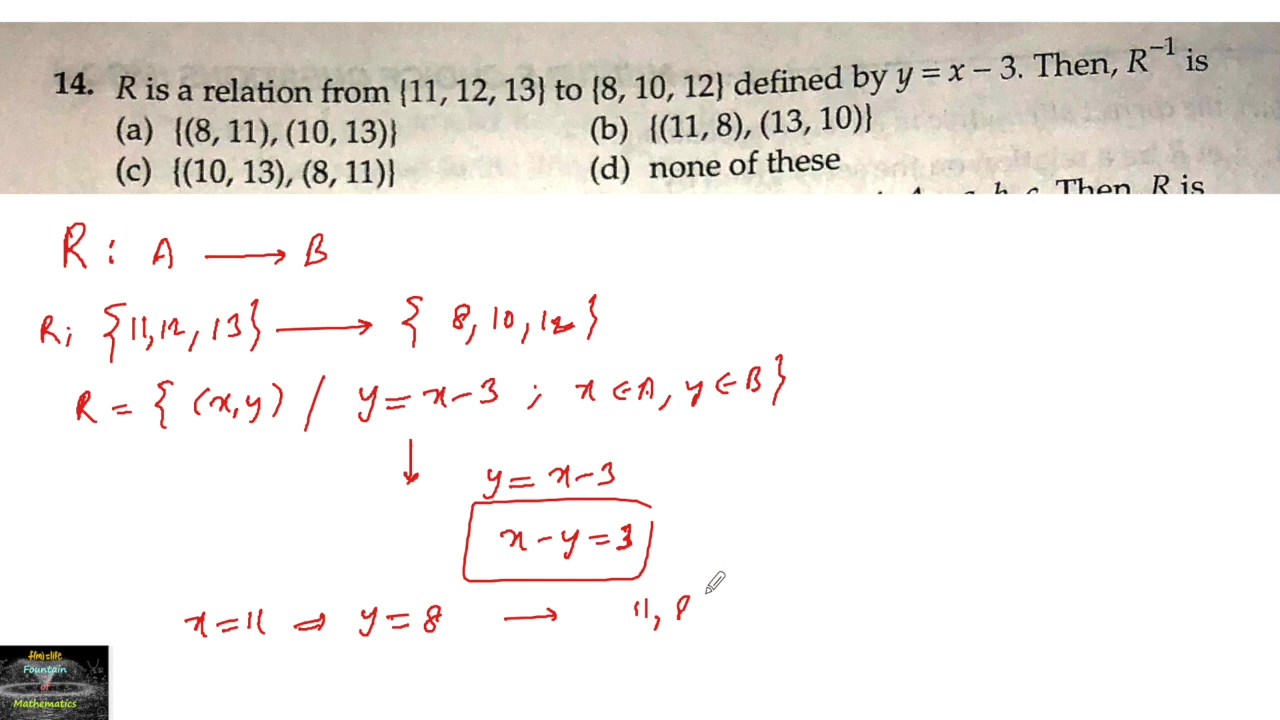 14. R is a relation from {11, 12, 13} to {8, 10, 12} defined by y = x – 3. Then, R⁻¹ is
(a) {(8, 11), (10, 13)} (b) {(11, 8), (13, 10)}
(c) {(10, 13), (8, 11)} (d) none of these
Then R is
R : A ⟶ B
R; {11,12, 13} ⟶ { 8, 10, 12 }
R = { (x,y) / y = x-3 ; x ∈ A, y ∈ B }
↓
y = x-3
x - y = 3
x = 11 ⇒ y = 8 ⟶ 11, 8
f(m)=life
Fountain
of
Mathematics